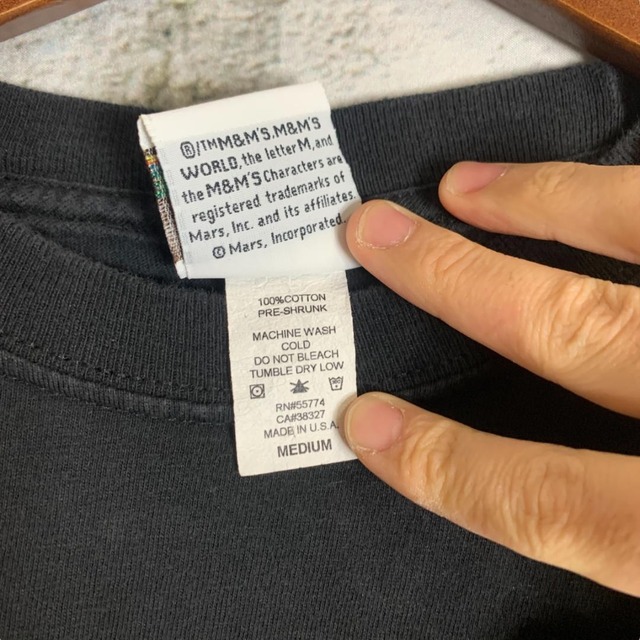 ®/TM M&M'S, M&M'S
WORLD, the letter M, and
the M&M'S Characters are
registered trademarks of
Mars, Inc. and its affiliates
© Mars, Incorporated.
100%COTTON
PRE-SHRUNK
MACHINE WASH
COLD
DO NOT BLEACH
TUMBLE DRY LOW
RN#55774
CA#38327
MADE IN U.S.A.
MEDIUM